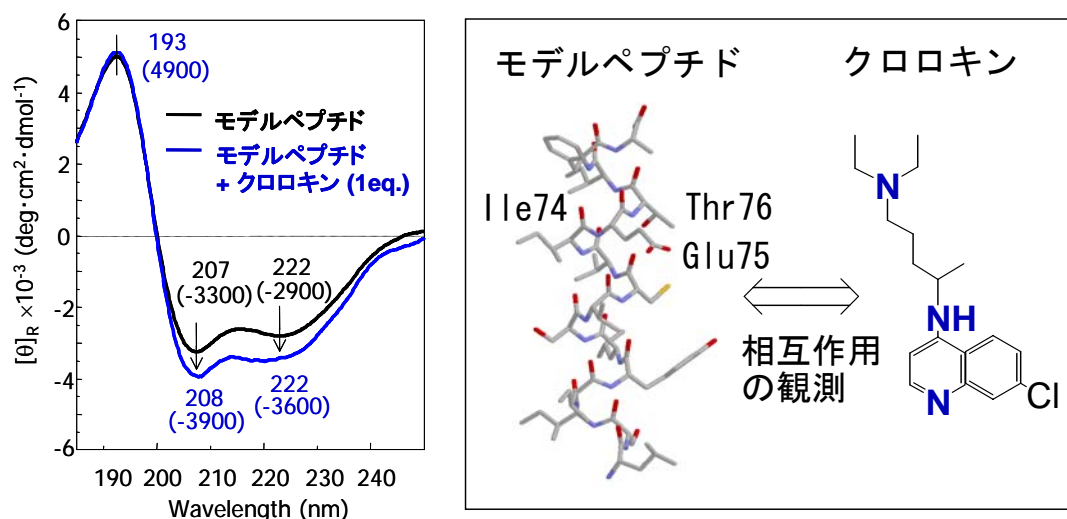 6
4
2
0
-2
-4
-6
[θ]R ×10-3 (deg·cm2·dmol-1)
193
(4900)
モデルペプチド
モデルペプチド
+ クロロキン (1eq.)
207
(-3300)
222
(-2900)
208
(-3900)
222
(-3600)
190 200 210 220 230 240
Wavelength (nm)
モデルペプチド
クロロキン
Ile74
Thr76
Glu75
相互作用
の観測
N
NH
N
Cl